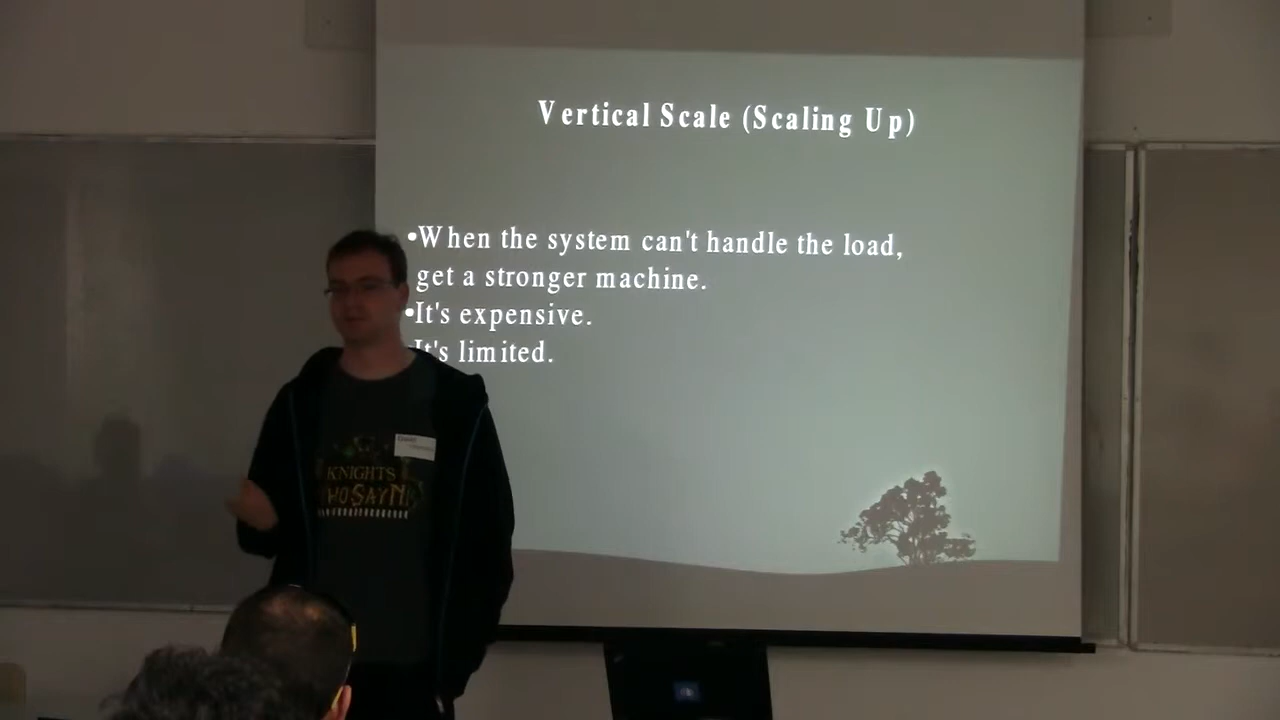 Vertical Scale (Scaling Up)
•When the system can't handle the load,
get a stronger machine.
•It's expensive.
It's limited.
KNIGHTS